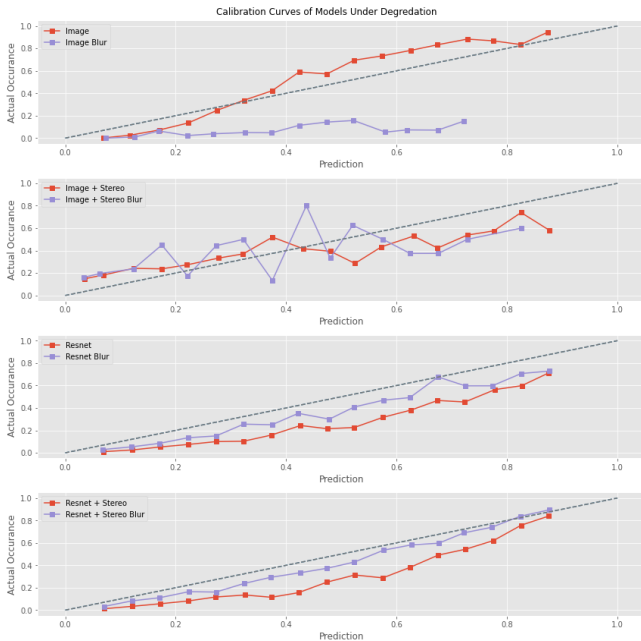 Calibration Curves of Models Under Degredation
Actual Occurance
1.0
0.8
0.6
0.4
0.2
0.0
Image
Image Blur
0.0 0.2 0.4 0.6 0.8 1.0
Prediction
Actual Occurance
1.0
0.8
0.6
0.4
0.2
0.0
Image + Stereo
Image + Stereo Blur
0.0 0.2 0.4 0.6 0.8 1.0
Prediction
Actual Occurance
1.0
0.8
0.6
0.4
0.2
0.0
Resnet
Resnet Blur
0.0 0.2 0.4 0.6 0.8 1.0
Prediction
Actual Occurance
1.0
0.8
0.6
0.4
0.2
0.0
Resnet + Stereo
Resnet + Stereo Blur
0.0 0.2 0.4 0.6 0.8 1.0
Prediction